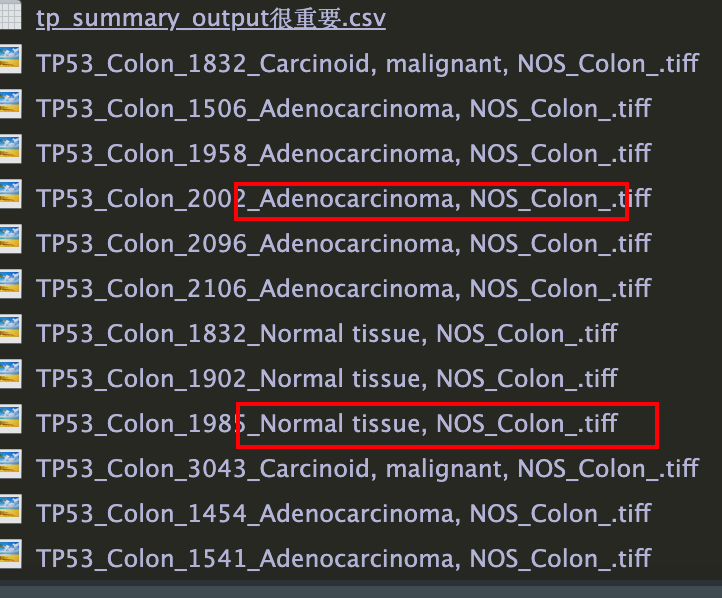 tp_summary_output很重要.csv
TP53_Colon_1832_Carcinoid, malignant, NOS_Colon_.tiff
TP53_Colon_1506_Adenocarcinoma, NOS_Colon_.tiff
TP53_Colon_1958_Adenocarcinoma, NOS_Colon_.tiff
TP53_Colon_2002_Adenocarcinoma, NOS_Colon_.tiff
TP53_Colon_2096_Adenocarcinoma, NOS_Colon_.tiff
TP53_Colon_2106_Adenocarcinoma, NOS_Colon_.tiff
TP53_Colon_1832_Normal tissue, NOS_Colon_.tiff
TP53_Colon_1902_Normal tissue, NOS_Colon_.tiff
TP53_Colon_1985_Normal tissue, NOS_Colon_.tiff
TP53_Colon_3043_Carcinoid, malignant, NOS_Colon_.tiff
TP53_Colon_1454_Adenocarcinoma, NOS_Colon_.tiff
TP53_Colon_1541_Adenocarcinoma, NOS_Colon_.tiff